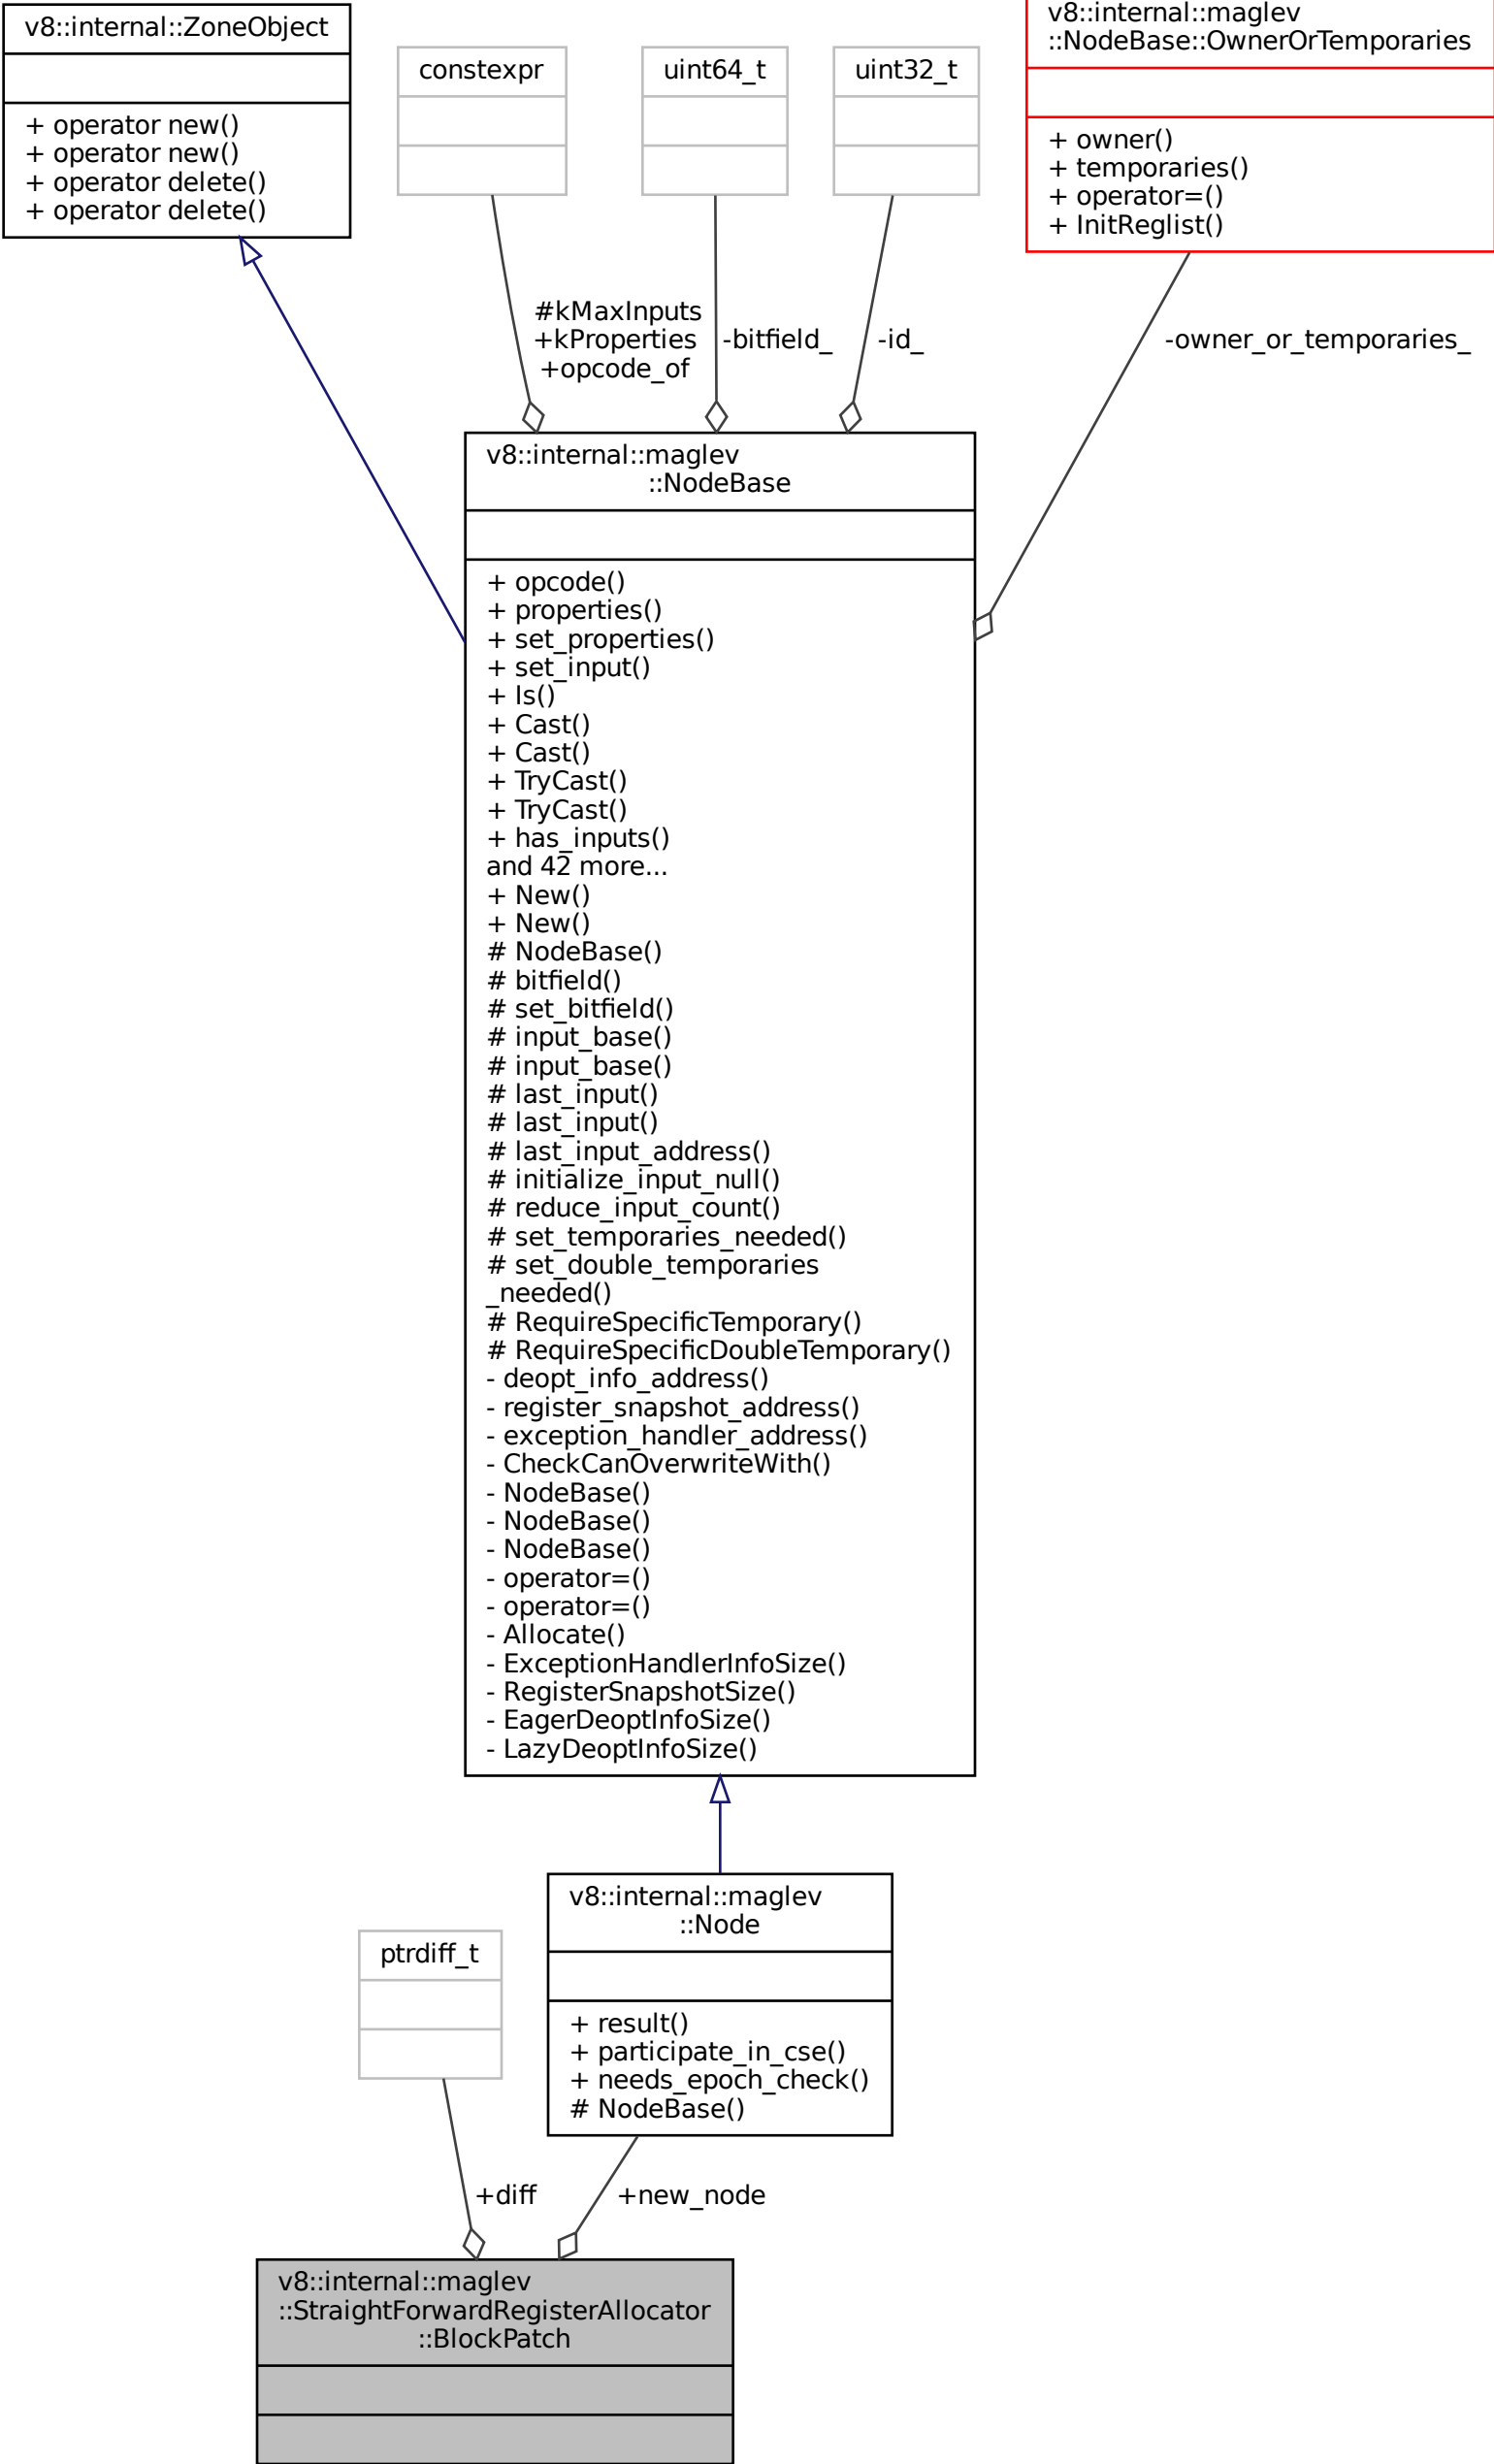 v8::internal::ZoneObject
+ operator new()
+ operator new()
+ operator delete()
+ operator delete()
constexpr
uint64_t
uint32_t
v8::internal::maglev
::NodeBase::OwnerOrTemporaries
+ owner()
+ temporaries()
+ operator=()
+ InitReglist()
#kMaxInputs
+kProperties
+opcode_of
-bitfield_
-id_
-owner_or_temporaries_
v8::internal::maglev
::NodeBase
+ opcode()
+ properties()
+ set_properties()
+ set_input()
+ Is()
+ Cast()
+ Cast()
+ TryCast()
+ TryCast()
+ has_inputs()
and 42 more...
+ New()
+ New()
# NodeBase()
# bitfield()
# set_bitfield()
# input_base()
# input_base()
# last_input()
# last_input()
# last_input_address()
# initialize_input_null()
# reduce_input_count()
# set_temporaries_needed()
# set_double_temporaries
_needed()
# RequireSpecificTemporary()
# RequireSpecificDoubleTemporary()
- deopt_info_address()
- register_snapshot_address()
- exception_handler_address()
- CheckCanOverwriteWith()
- NodeBase()
- NodeBase()
- NodeBase()
- operator=()
- operator=()
- Allocate()
- ExceptionHandlerInfoSize()
- RegisterSnapshotSize()
- EagerDeoptInfoSize()
- LazyDeoptInfoSize()
v8::internal::maglev
::Node
+ result()
+ participate_in_cse()
+ needs_epoch_check()
# NodeBase()
ptrdiff_t
+diff
+new_node
v8::internal::maglev
::StraightForwardRegisterAllocator
::BlockPatch